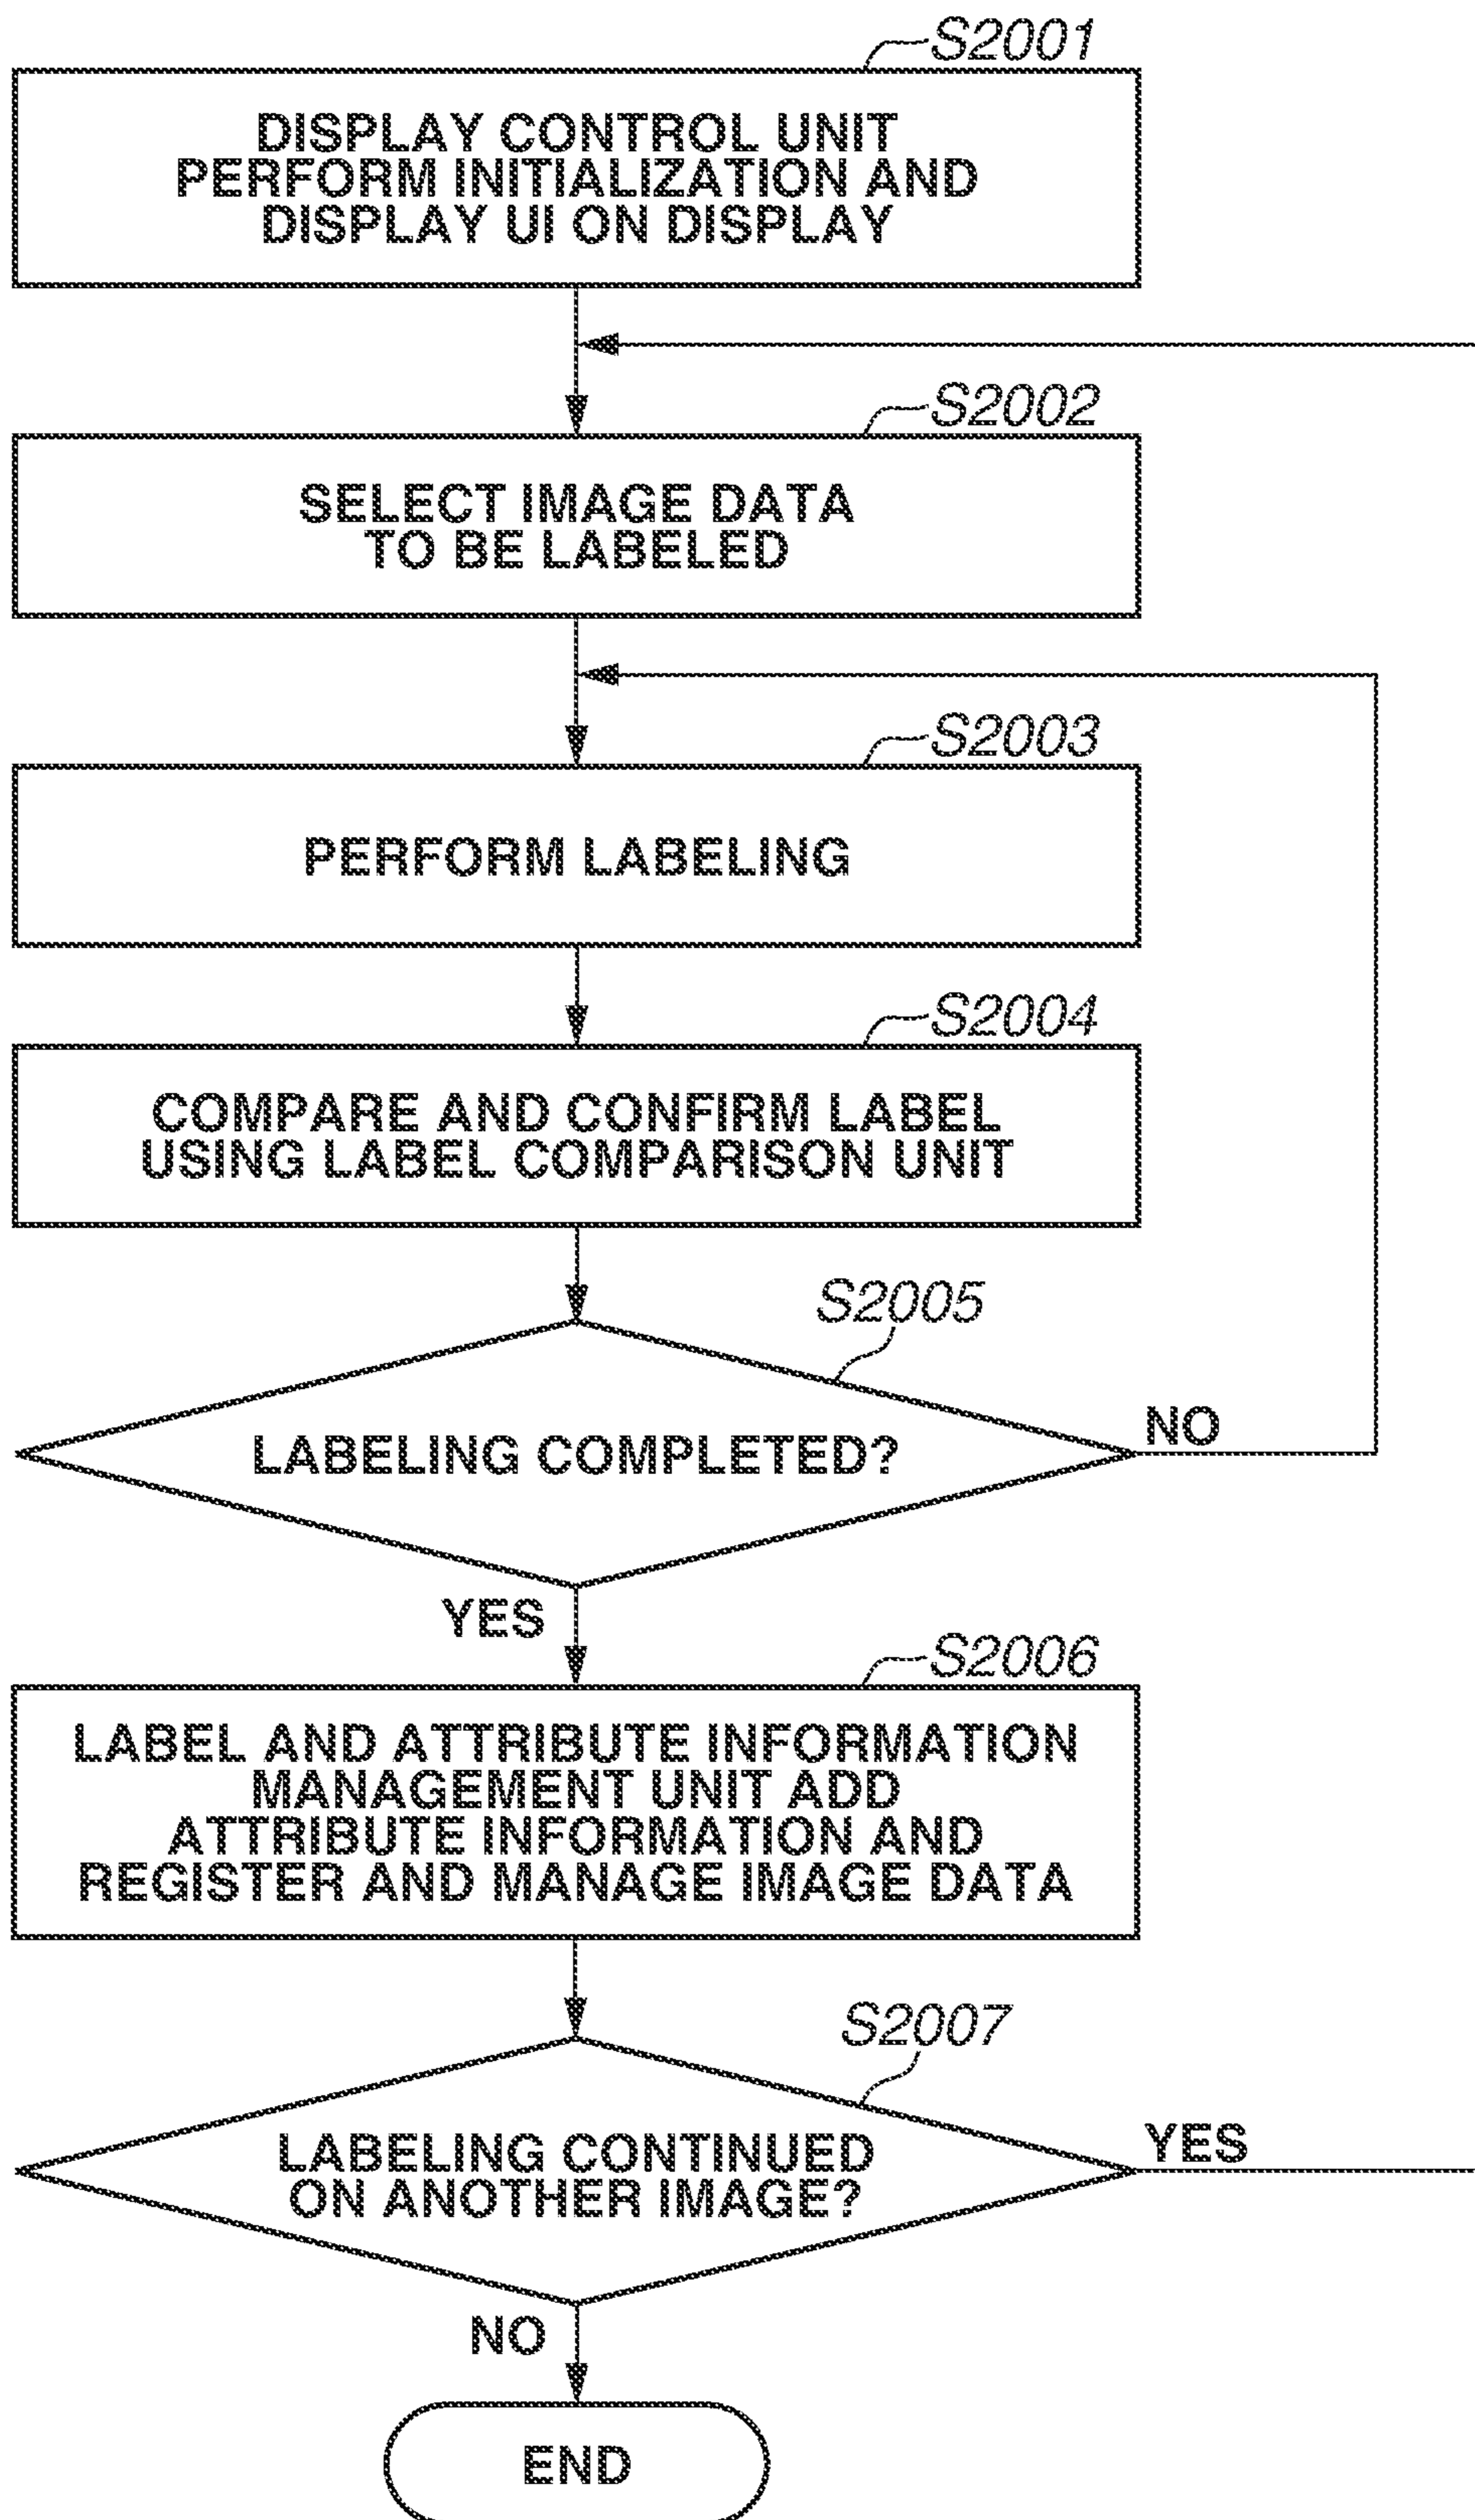 S2001
DISPLAY CONTROL UNIT
PERFORM INITIALIZATION AND
DISPLAY UI ON DISPLAY
S2002
SELECT IMAGE DATA
TO BE LABELED
S2003
PERFORM LABELING
S2004
COMPARE AND CONFIRM LABEL
USING LABEL COMPARISON UNIT
S2005
LABELING COMPLETED?
NO
YES
S2006
LABEL AND ATTRIBUTE INFORMATION
MANAGEMENT UNIT ADD
ATTRIBUTE INFORMATION AND
REGISTER AND MANAGE IMAGE DATA
S2007
LABELING CONTINUED
ON ANOTHER IMAGE?
YES
NO
END